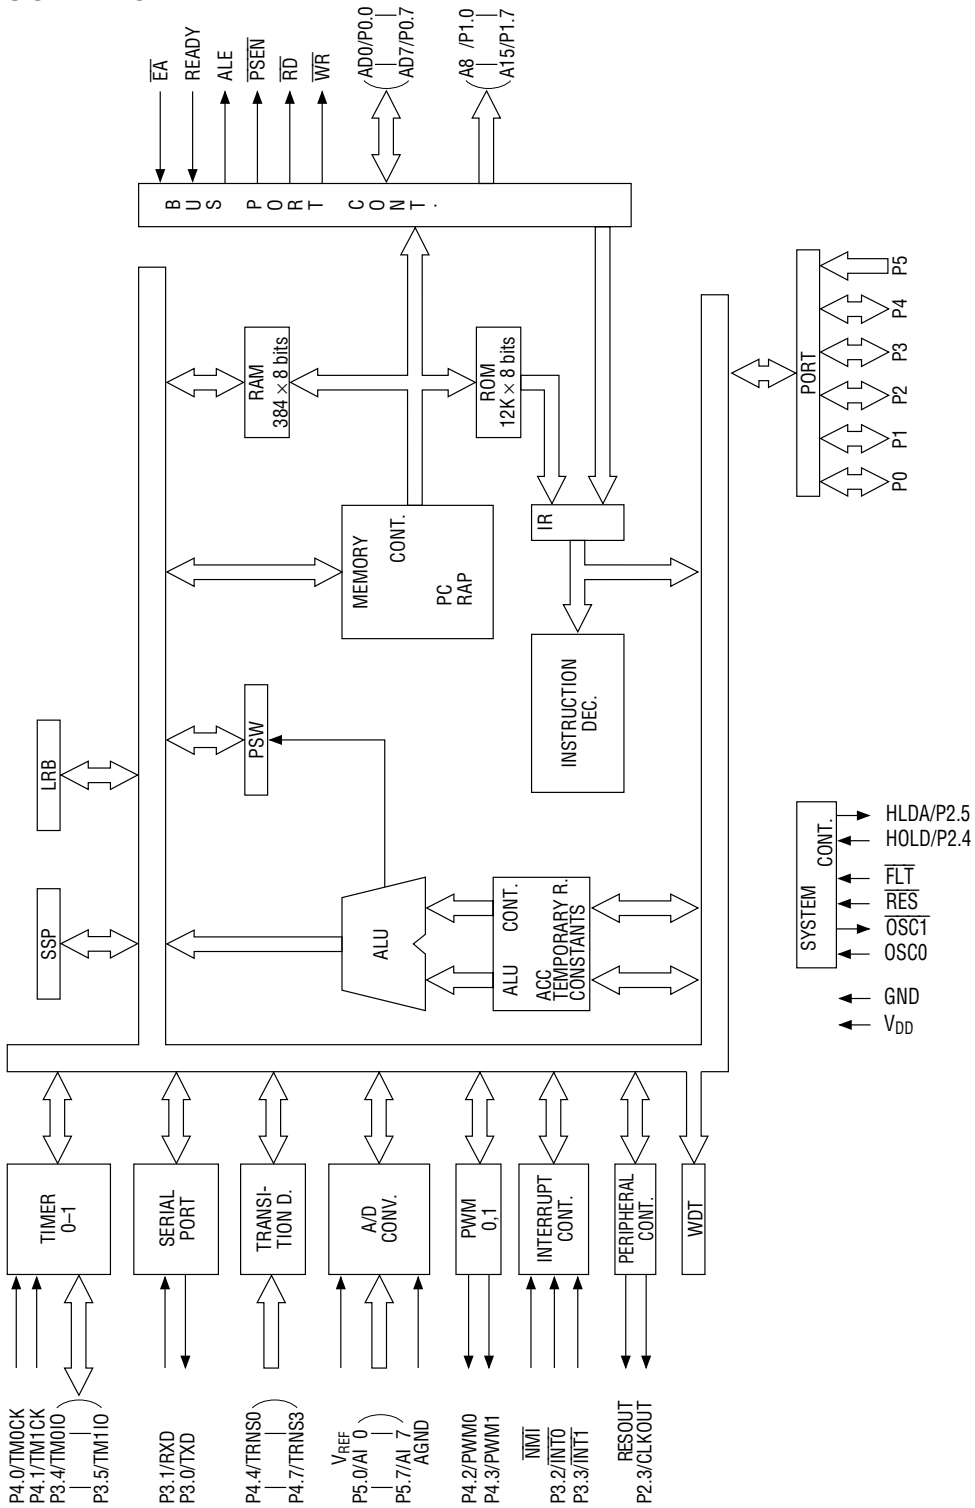 EA
READY
ALE
PSEN
RD
WR
AD0/P0.0
AD7/P0.7
A8 /P1.0
A15/P1.7
BUS PORT CONT.
RAM
384 × 8 bits
ROM
12K × 8 bits
MEMORY
CONT.
PC
RAP
IR
INSTRUCTION
DEC.
PORT
P0
P1
P2
P3
P4
P5
LRB
SSP
PSW
ALU
ALU CONT.
ACC
TEMPORARY R.
CONSTANTS
SYSTEM
CONT.
HLDA/P2.5
HOLD/P2.4
FLT
RES
OSC1
OSC0
GND
VDD
TIMER
0–1
SERIAL
PORT
TRANSI-
TION D.
A/D
CONV.
PWM
0,1
INTERRUPT
CONT.
PERIPHERAL
CONT.
WDT
P4.0/TM0CK
P4.1/TM1CK
P3.4/TM0IO
P3.5/TM1IO
P3.1/RXD
P3.0/TXD
P4.4/TRNS0
P4.7/TRNS3
VREF
P5.0/AI 0
P5.7/AI 7
AGND
P4.2/PWM0
P4.3/PWM1
NMI
P3.2/INT0
P3.3/INT1
RESOUT
P2.3/CLKOUT